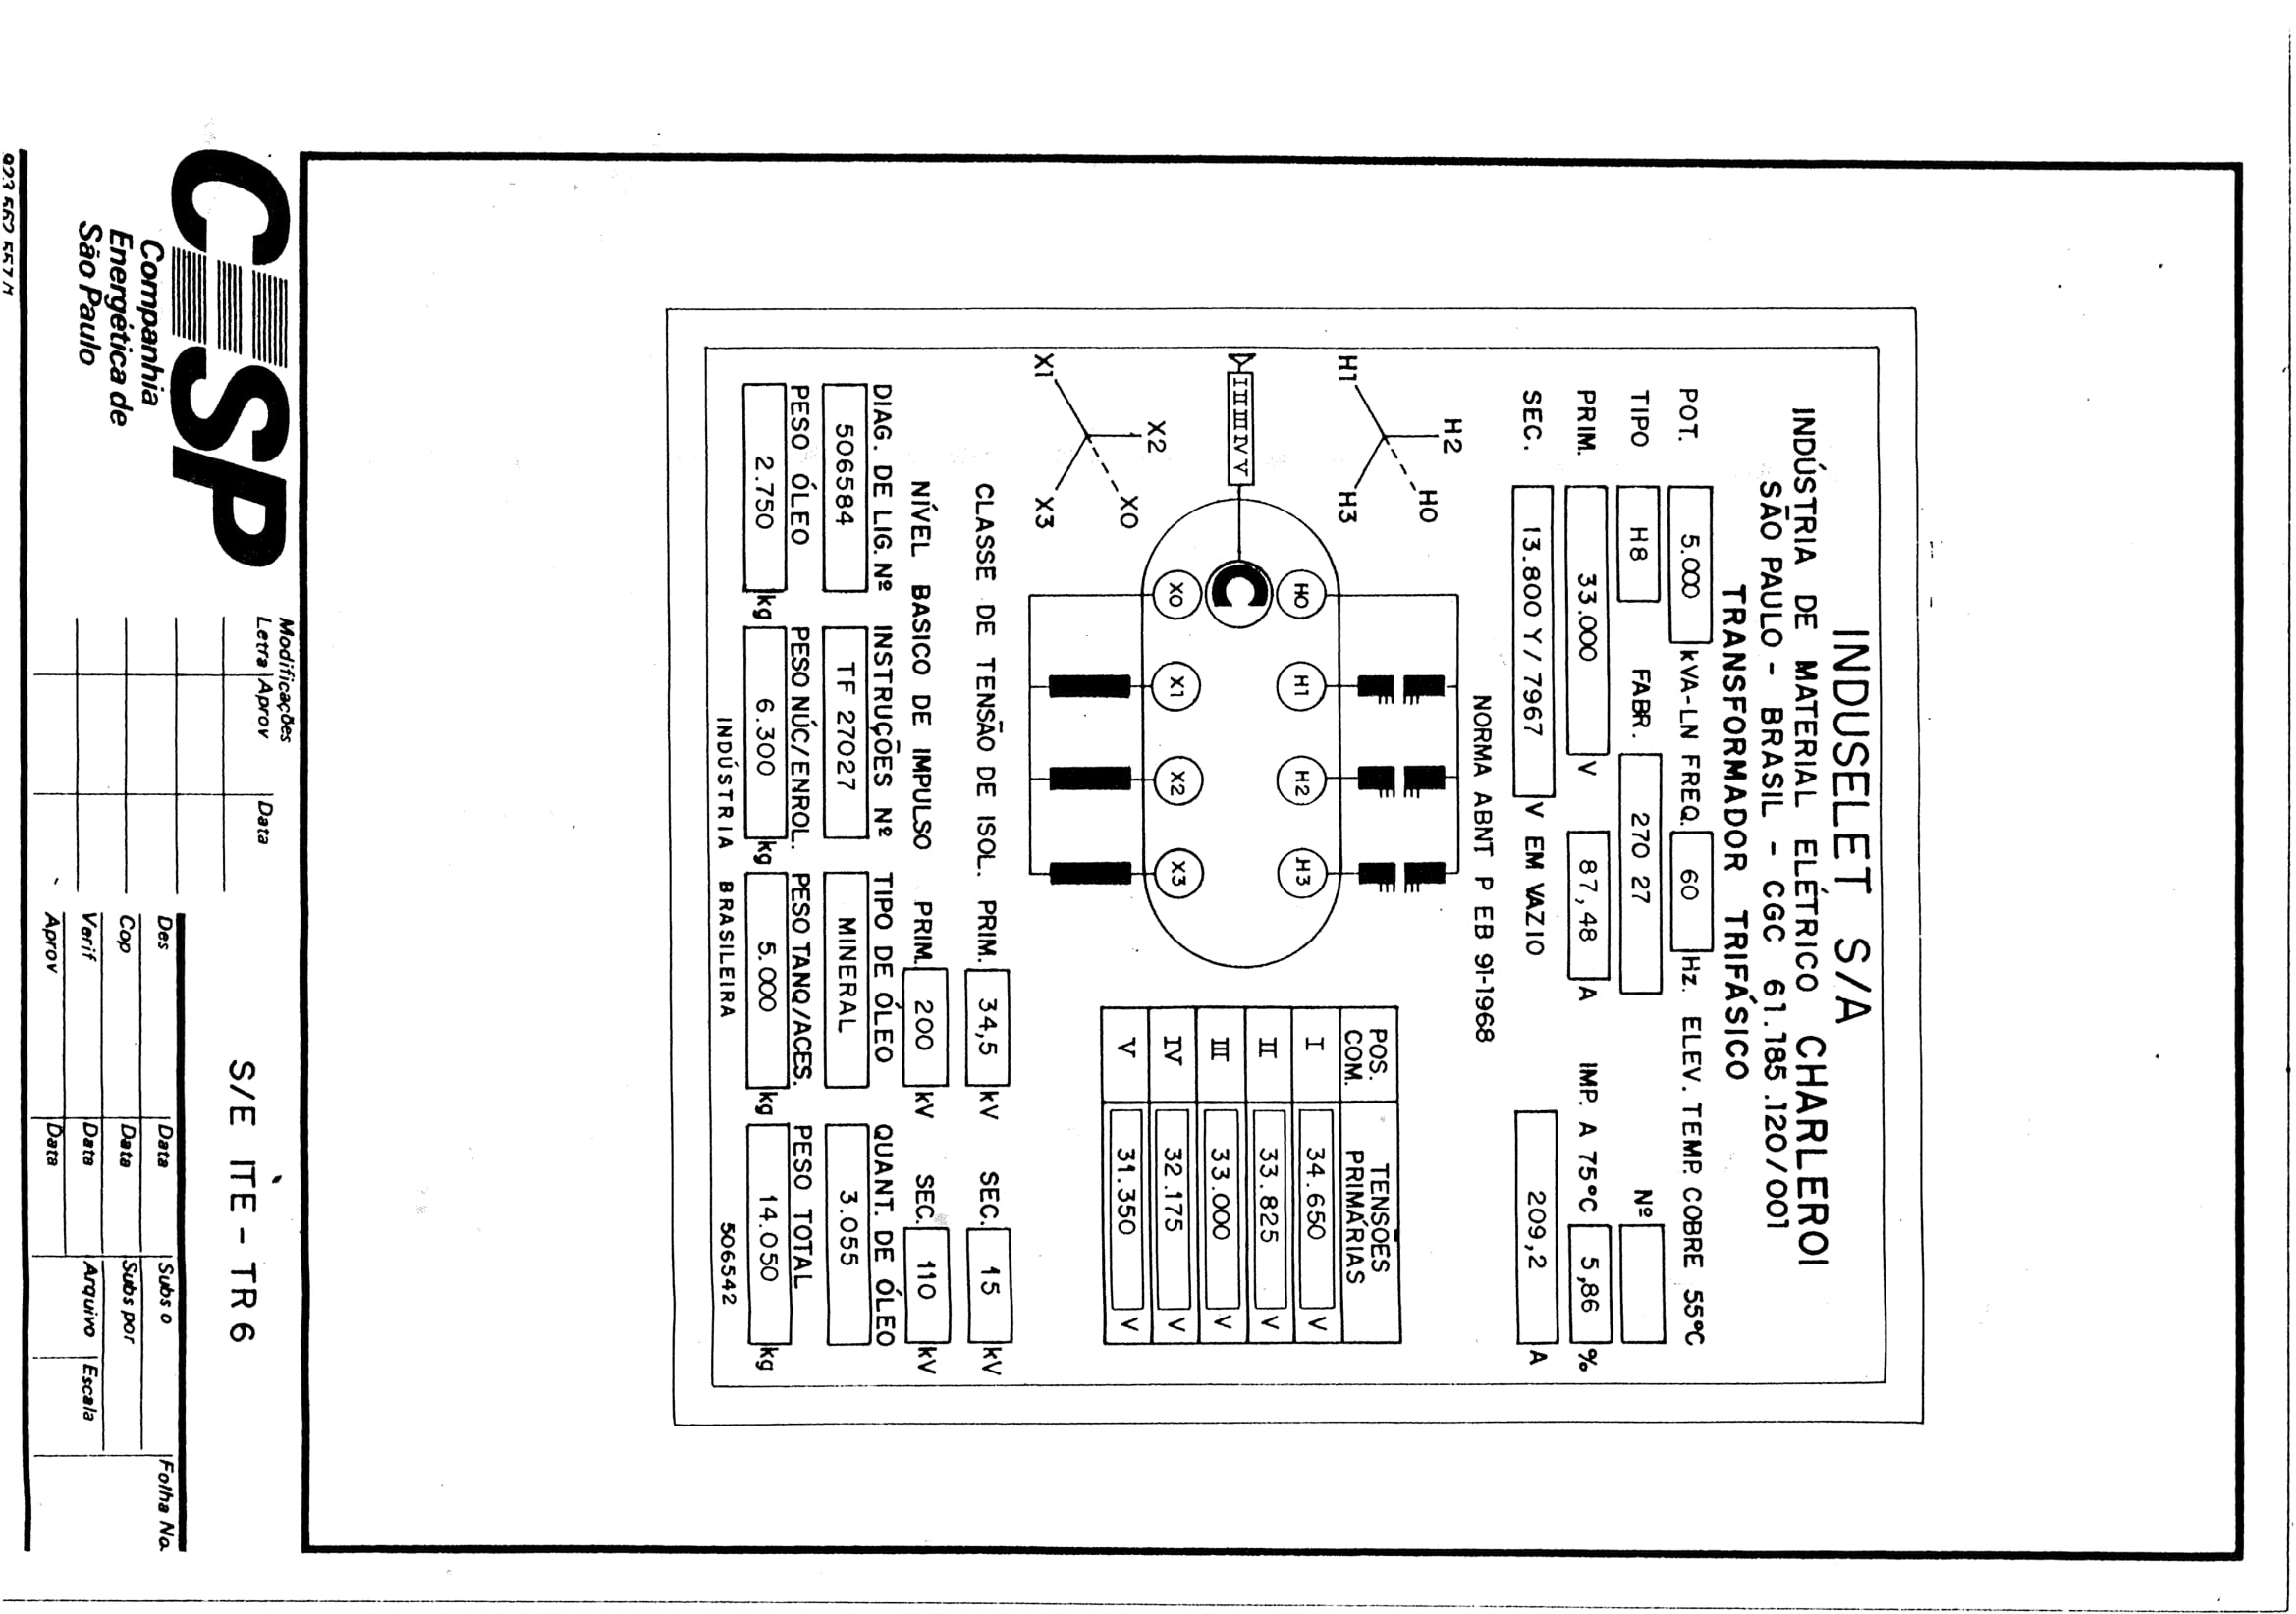 INDUSELET S/A
INDÚSTRIA DE MATERIAL ELÉTRICO CHARLEROI
SÃO PAULO - BRASIL - CGC 61.185.120/001
TRANSFORMADOR TRIFÁSICO
POT. 5.000 kVA-LN FREQ. 60 Hz. ELEV. TEMP. COBRE 55°C
TIPO H8 FABR. 270 27 Nº
PRIM. 33.000 V 87,48 A IMP. A 75°C 5,86 %
SEC. 13.800 Y/7967 V EM VAZIO 209,2 A
NORMA ABNT P EB 91-1968
H2
H0
H1
H3
I II III IV V
C
H0 H1 H2 H3
X0 X1 X2 X3
X2
X0
X1
X3
POS. COM. TENSÕES PRIMÁRIAS
I 34.650 V
II 33.825 V
III 33.000 V
IV 32.175 V
V 31.350 V
CLASSE DE TENSÃO DE ISOL. PRIM. 34,5 kV SEC. 15 kV
NÍVEL BASICO DE IMPULSO PRIM. 200 kV SEC. 110 kV
DIAG. DE LIG. Nº INSTRUÇÕES Nº TIPO DE ÓLEO QUANT. DE ÓLEO
506584 TF 27027 MINERAL 3.055
PESO ÓLEO PESO NÚC/ENROL. PESO TANQ/ACES. PESO TOTAL
2.750 kg 6.300 kg 5.000 kg 14.050 kg
INDÚSTRIA BRASILEIRA 506542
CESP
Companhia
Energética de
São Paulo
Modificações
Letra Aprov Data
S/E ITE - TR 6
Des Data Subs o Folha No.
Cop Data Subs por
Verif Data Arquivo Escala
Aprov Data